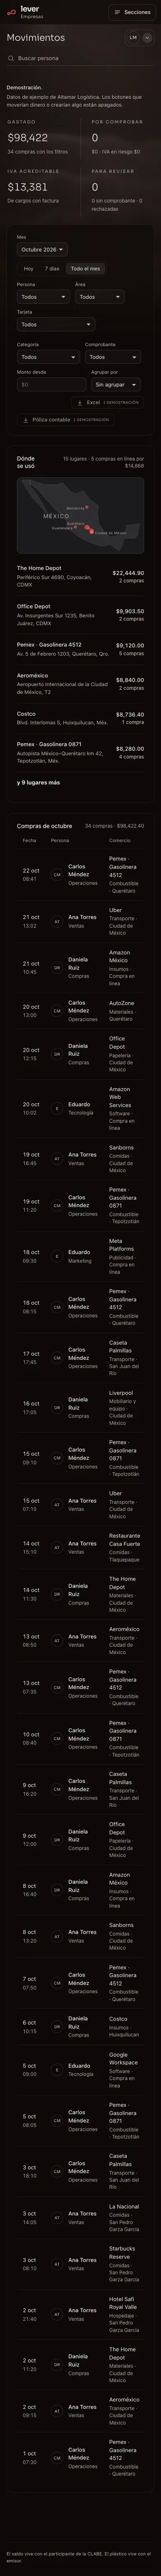 lever
Empresas
Secciones
Movimientos
LM
Buscar persona
Demostración.
Datos de ejemplo de Altamar Logística. Los botones que
moverían dinero o crearían algo están apagados.
GASTADO
$98,422
34 compras con los filtros
POR COMPROBAR
0
$0 · IVA en riesgo $0
IVA ACREDITABLE
$13,381
De cargos con factura
PARA REVISAR
0
0 sin comprobante · 0
rechazadas
Mes
Octubre 2026
Hoy
7 días
Todo el mes
Persona
Todos
Área
Todos
Tarjeta
Todos
Categoría
Todos
Comprobante
Todos
Monto desde
$0
Agrupar por
Sin agrupar
Excel | DEMOSTRACIÓN
Póliza contable | DEMOSTRACIÓN
Dónde
se usó
15 lugares · 6 compras en línea por
$14,868
MÉXICO
Monterrey
Querétaro
Guadalajara
Ciudad de México
The Home Depot
Periférico Sur 4690, Coyoacán,
CDMX
$22,444.90
2 compras
Office Depot
Av. Insurgentes Sur 1235, Benito
Juárez, CDMX
$9,903.50
2 compras
Pemex · Gasolinera 4512
Av. 5 de Febrero 1203, Querétaro, Qro.
$9,120.00
5 compras
Aeroméxico
Aeropuerto Internacional de la Ciudad
de México, T2
$8,840.00
2 compras
Costco
Blvd. Interlomas 5, Huixquilucan, Méx.
$8,736.40
1 compra
Pemex · Gasolinera 0871
Autopista México-Querétaro km 42,
Tepotzotlán, Méx.
$8,280.00
4 compras
y 9 lugares más
Compras de octubre
34 compras · $98,422.40
Fecha
Persona
Comercio
22 oct
08:41
CM
Carlos
Méndez
Operaciones
Pemex ·
Gasolinera
4512
Combustible
· Querétaro
21 oct
13:02
AT
Ana Torres
Ventas
Uber
Transporte ·
Ciudad de
México
21 oct
10:45
DR
Daniela
Ruiz
Compras
Amazon
México
Insumos ·
Compra en
línea
20 oct
13:00
CM
Carlos
Méndez
Operaciones
AutoZone
Materiales ·
Querétaro
20 oct
12:15
DR
Daniela
Ruiz
Compras
Office
Depot
Papelería ·
Ciudad de
México
20 oct
10:02
E
Eduardo
Tecnología
Amazon
Web
Services
Software ·
Compra en
línea
19 oct
16:45
AT
Ana Torres
Ventas
Sanborns
Comidas ·
Ciudad de
México
19 oct
11:20
CM
Carlos
Méndez
Operaciones
Pemex ·
Gasolinera
0871
Combustible
· Tepotzotlán
18 oct
09:30
E
Eduardo
Marketing
Meta
Platforms
Publicidad ·
Compra en
línea
18 oct
08:15
CM
Carlos
Méndez
Operaciones
Pemex ·
Gasolinera
4512
Combustible
· Querétaro
17 oct
17:45
CM
Carlos
Méndez
Operaciones
Caseta
Palmillas
Transporte ·
San Juan del
Río
16 oct
17:05
DR
Daniela
Ruiz
Compras
Liverpool
Mobiliario y
equipo ·
Ciudad de
México
15 oct
09:10
CM
Carlos
Méndez
Operaciones
Pemex ·
Gasolinera
0871
Combustible
· Tepotzotlán
15 oct
07:10
AT
Ana Torres
Ventas
Uber
Transporte ·
Ciudad de
México
14 oct
15:10
AT
Ana Torres
Ventas
Restaurante
Casa Fuerte
Comidas ·
Tlaquepaque
14 oct
11:30
DR
Daniela
Ruiz
Compras
The Home
Depot
Materiales ·
Ciudad de
México
13 oct
08:50
AT
Ana Torres
Ventas
Aeroméxico
Transporte ·
Ciudad de
México
13 oct
07:35
CM
Carlos
Méndez
Operaciones
Pemex ·
Gasolinera
4512
Combustible
· Querétaro
10 oct
08:40
CM
Carlos
Méndez
Operaciones
Pemex ·
Gasolinera
0871
Combustible
· Tepotzotlán
9 oct
16:20
CM
Carlos
Méndez
Operaciones
Caseta
Palmillas
Transporte ·
San Juan del
Río
9 oct
12:00
DR
Daniela
Ruiz
Compras
Office
Depot
Papelería ·
Ciudad de
México
8 oct
16:40
DR
Daniela
Ruiz
Compras
Amazon
México
Insumos ·
Compra en
línea
8 oct
13:20
AT
Ana Torres
Ventas
Sanborns
Comidas ·
Ciudad de
México
7 oct
07:50
CM
Carlos
Méndez
Operaciones
Pemex ·
Gasolinera
4512
Combustible
· Querétaro
6 oct
10:15
DR
Daniela
Ruiz
Compras
Costco
Insumos ·
Huixquilucan
5 oct
09:00
E
Eduardo
Tecnología
Google
Workspace
Software ·
Compra en
línea
5 oct
08:05
CM
Carlos
Méndez
Operaciones
Pemex ·
Gasolinera
0871
Combustible
· Tepotzotlán
3 oct
18:10
CM
Carlos
Méndez
Operaciones
Caseta
Palmillas
Transporte ·
San Juan del
Río
3 oct
14:05
AT
Ana Torres
Ventas
La Nacional
Comidas ·
San Pedro
Garza García
3 oct
08:10
AT
Ana Torres
Ventas
Starbucks
Reserve
Comidas ·
San Pedro
Garza García
2 oct
21:40
AT
Ana Torres
Ventas
Hotel Safi
Royal Valle
Hospedaje ·
San Pedro
Garza García
2 oct
11:20
DR
Daniela
Ruiz
Compras
The Home
Depot
Materiales ·
Ciudad de
México
2 oct
09:15
AT
Ana Torres
Ventas
Aeroméxico
Transporte ·
Ciudad de
México
1 oct
07:30
CM
Carlos
Méndez
Operaciones
Pemex ·
Gasolinera
4512
Combustible
· Querétaro
El saldo vive con el participante de la CLABE. El plástico vive con el
emisor.